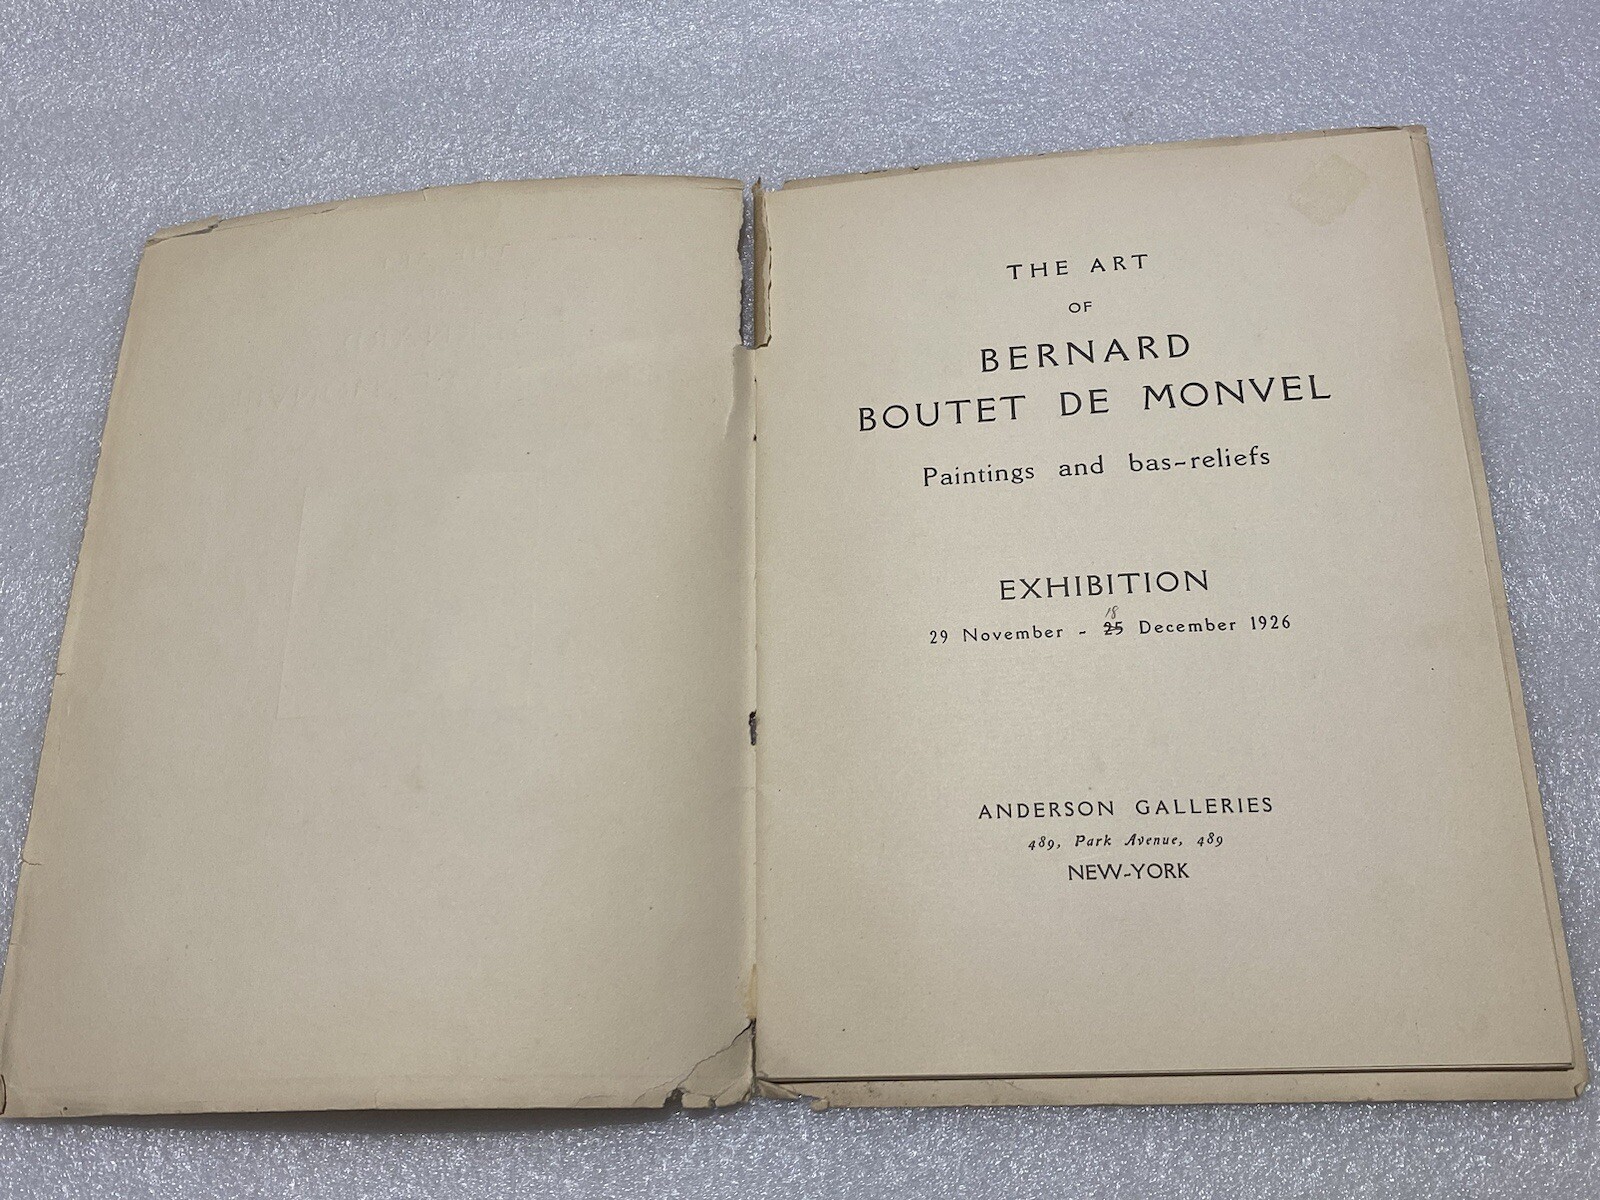 THE ART
OF
BERNARD
BOUTET DE MONVEL
Paintings and bas-reliefs
EXHIBITION
18
29 November - 25 December 1926
ANDERSON GALLERIES
489, Park Avenue, 489
NEW-YORK